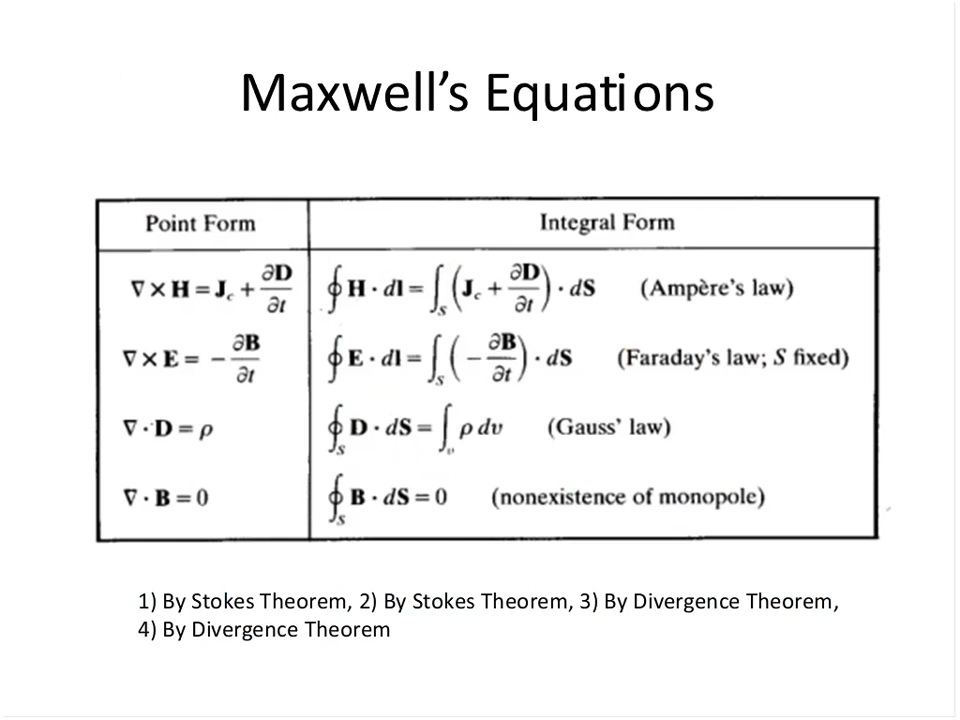 Maxwell's Equations
Point Form Integral Form
∇ × H = J_c + ∂D/∂t ∮ H · dl = ∫_S (J_c + ∂D/∂t) · dS (Ampère's law)
∇ × E = − ∂B/∂t ∮ E · dl = ∫_S (− ∂B/∂t) · dS (Faraday's law; S fixed)
∇ · D = ρ ∮_S D · dS = ∫_v ρ dv (Gauss' law)
∇ · B = 0 ∮_S B · dS = 0 (nonexistence of monopole)
1) By Stokes Theorem, 2) By Stokes Theorem, 3) By Divergence Theorem,
4) By Divergence Theorem